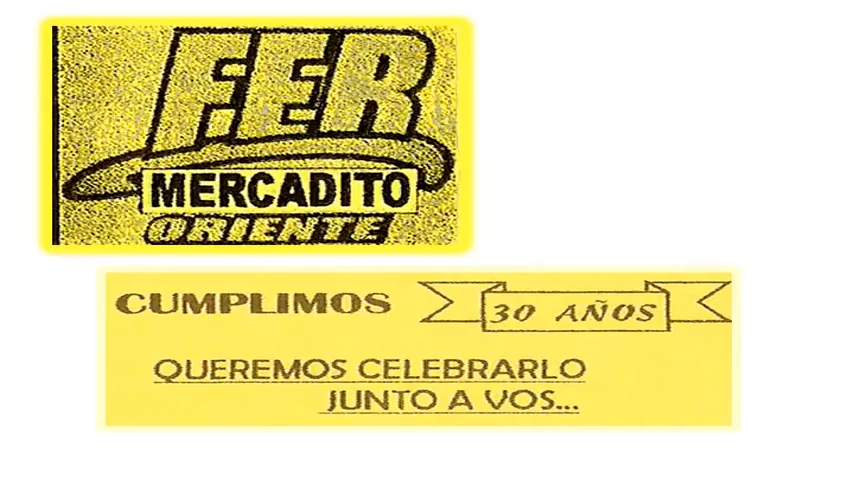 FER
MERCADITO
ORIENTE
CUMPLIMOS 30 AÑOS
QUEREMOS CELEBRARLO
JUNTO A VOS...